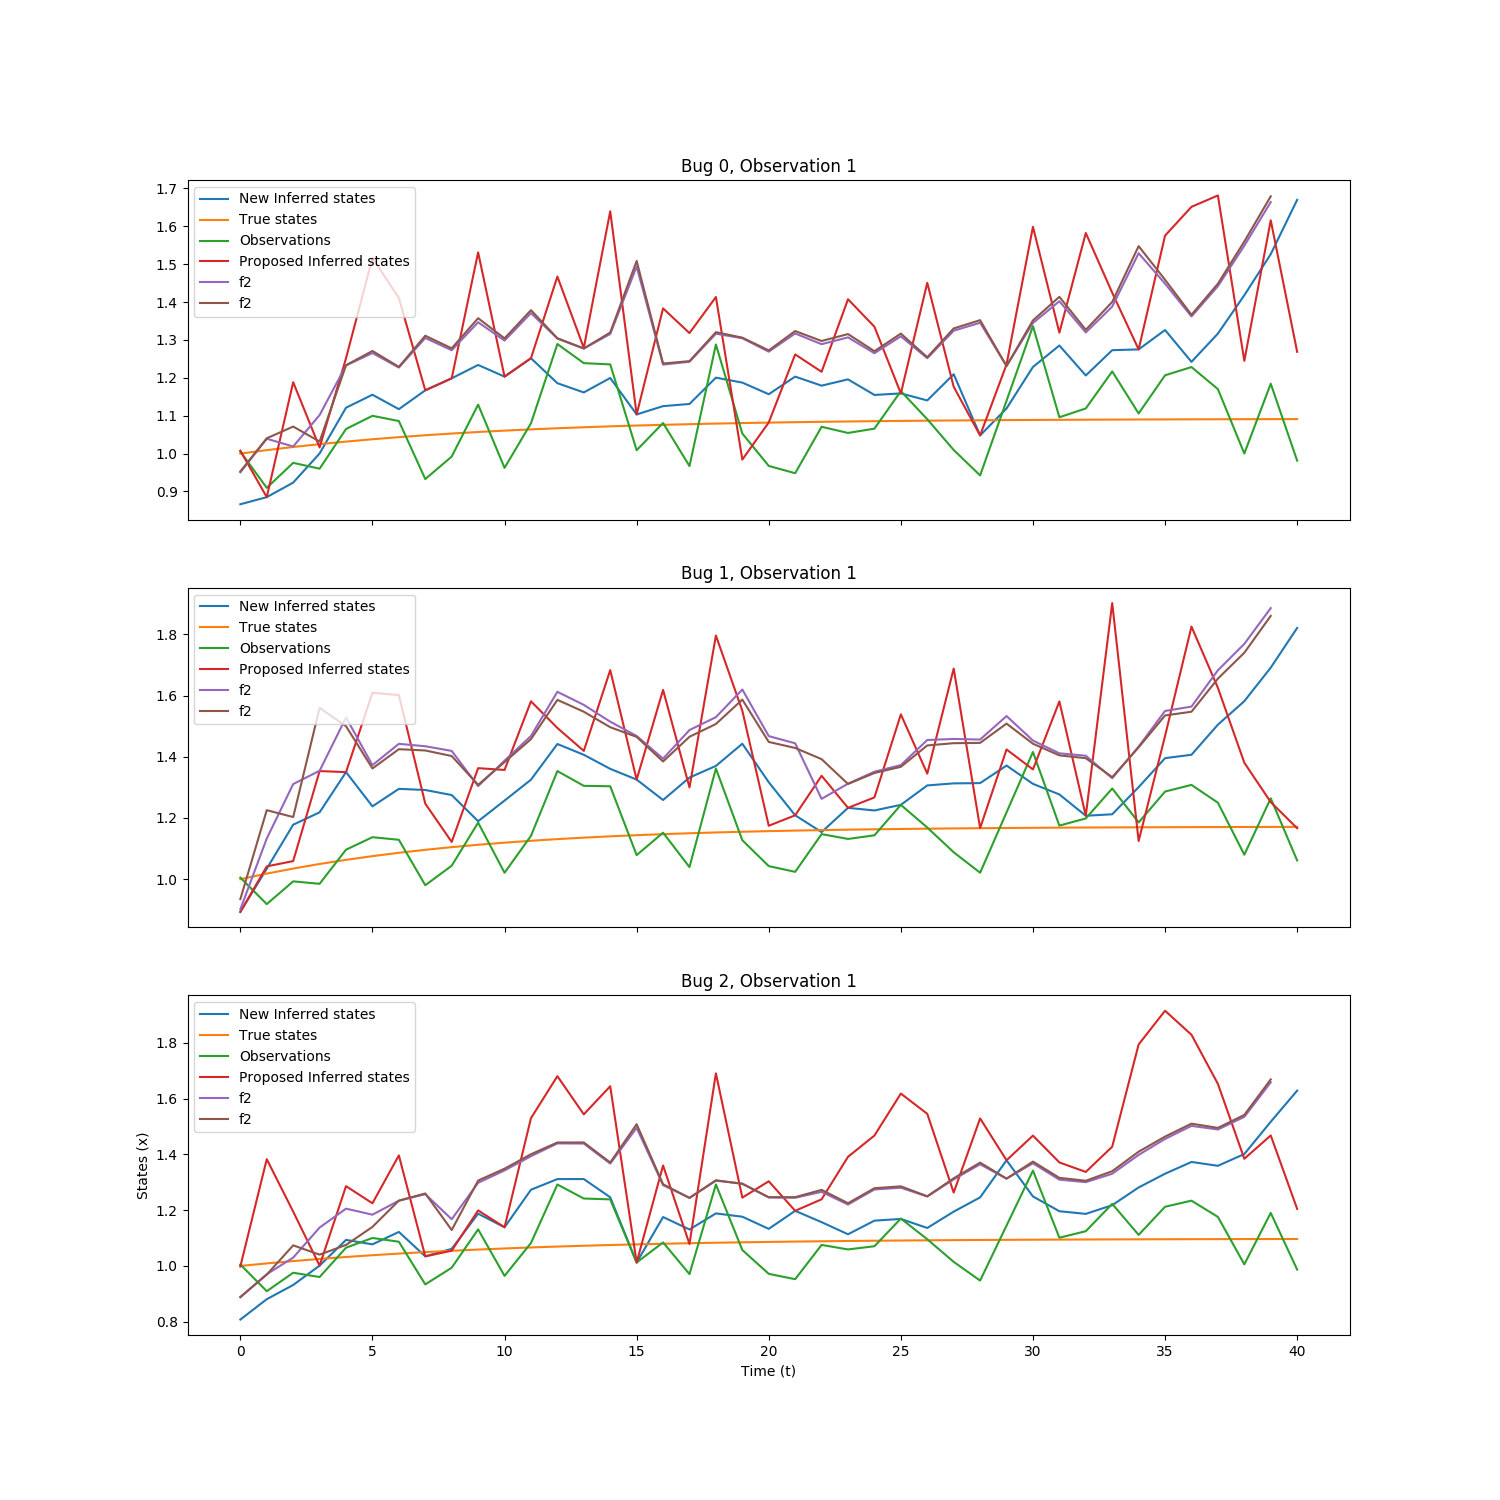 Bug 0, Observation 1
1.7
1.6
1.5
1.4
1.3
1.2
1.1
1.0
0.9
New Inferred states
True states
Observations
Proposed Inferred states
f2
f2
Bug 1, Observation 1
1.8
1.6
1.4
1.2
1.0
New Inferred states
True states
Observations
Proposed Inferred states
f2
f2
Bug 2, Observation 1
1.8
1.6
1.4
1.2
1.0
0.8
New Inferred states
True states
Observations
Proposed Inferred states
f2
f2
States (x)
0 5 10 15 20 25 30 35 40
Time (t)